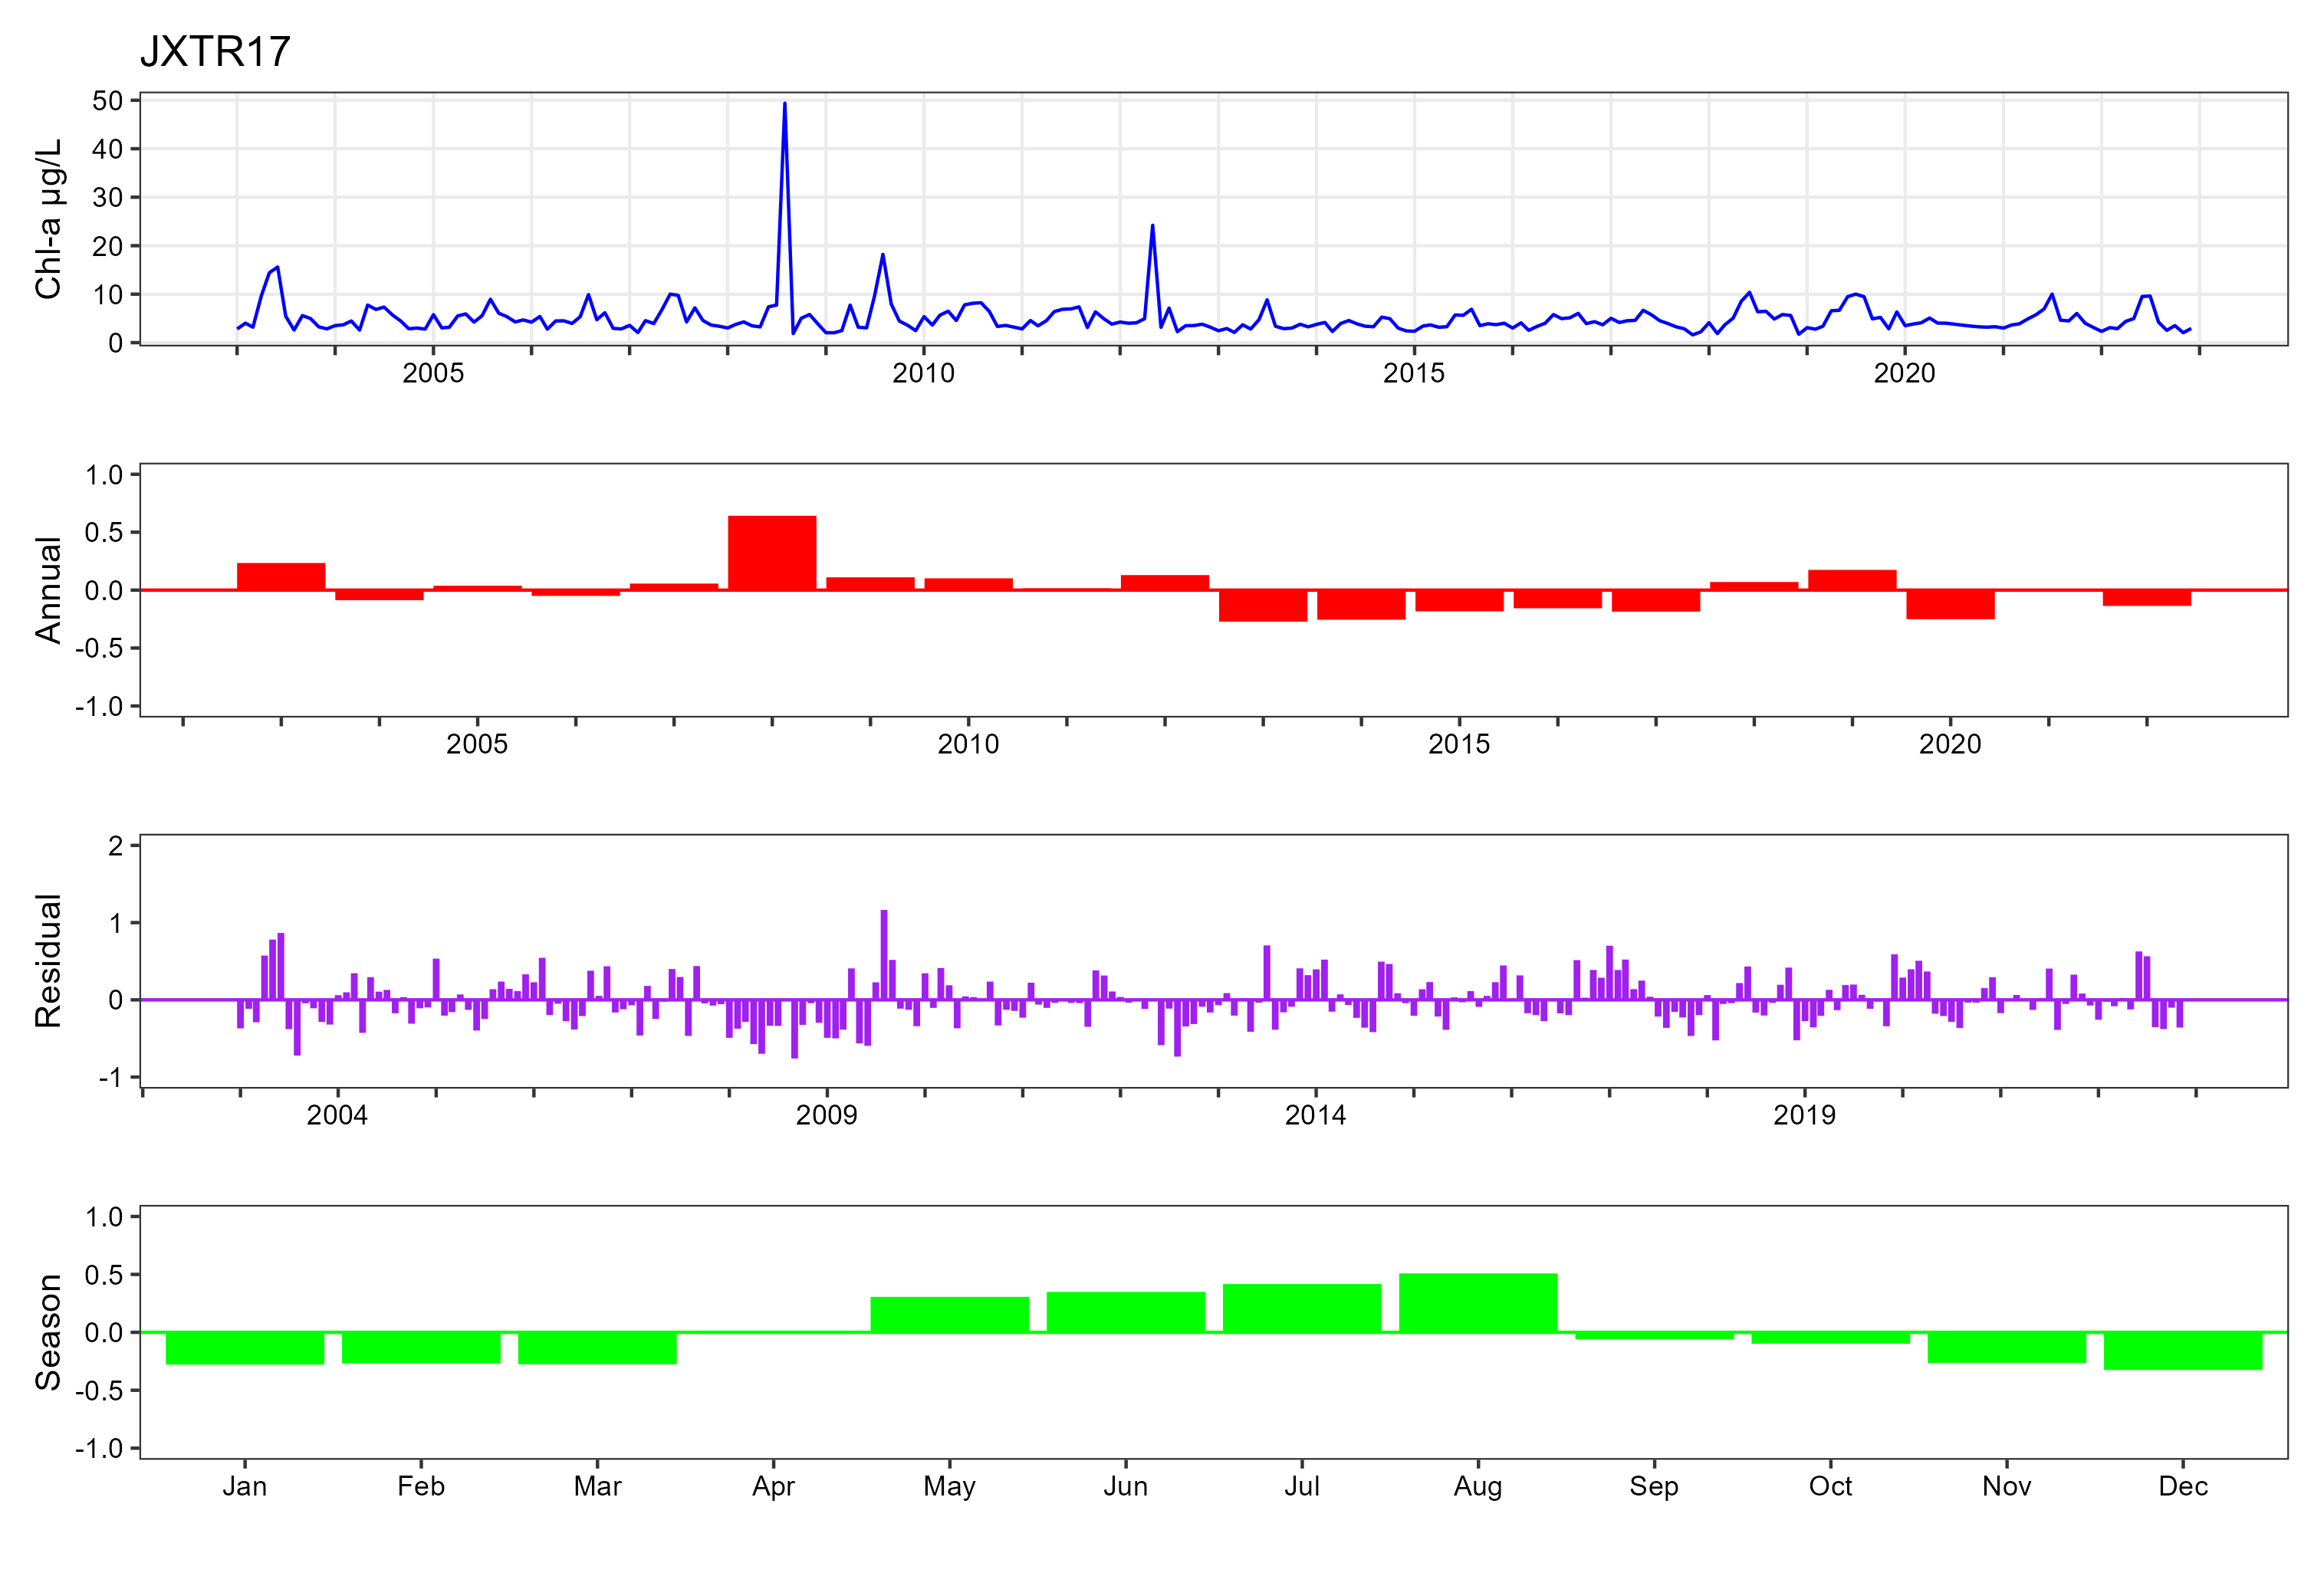 JXTR17
Chl-a µg/L
50
40
30
20
10
0
2005 2010 2015 2020
Annual
1.0
0.5
0.0
-0.5
-1.0
2005 2010 2015 2020
Residual
2
1
0
-1
2004 2009 2014 2019
Season
1.0
0.5
0.0
-0.5
-1.0
Jan Feb Mar Apr May Jun Jul Aug Sep Oct Nov Dec